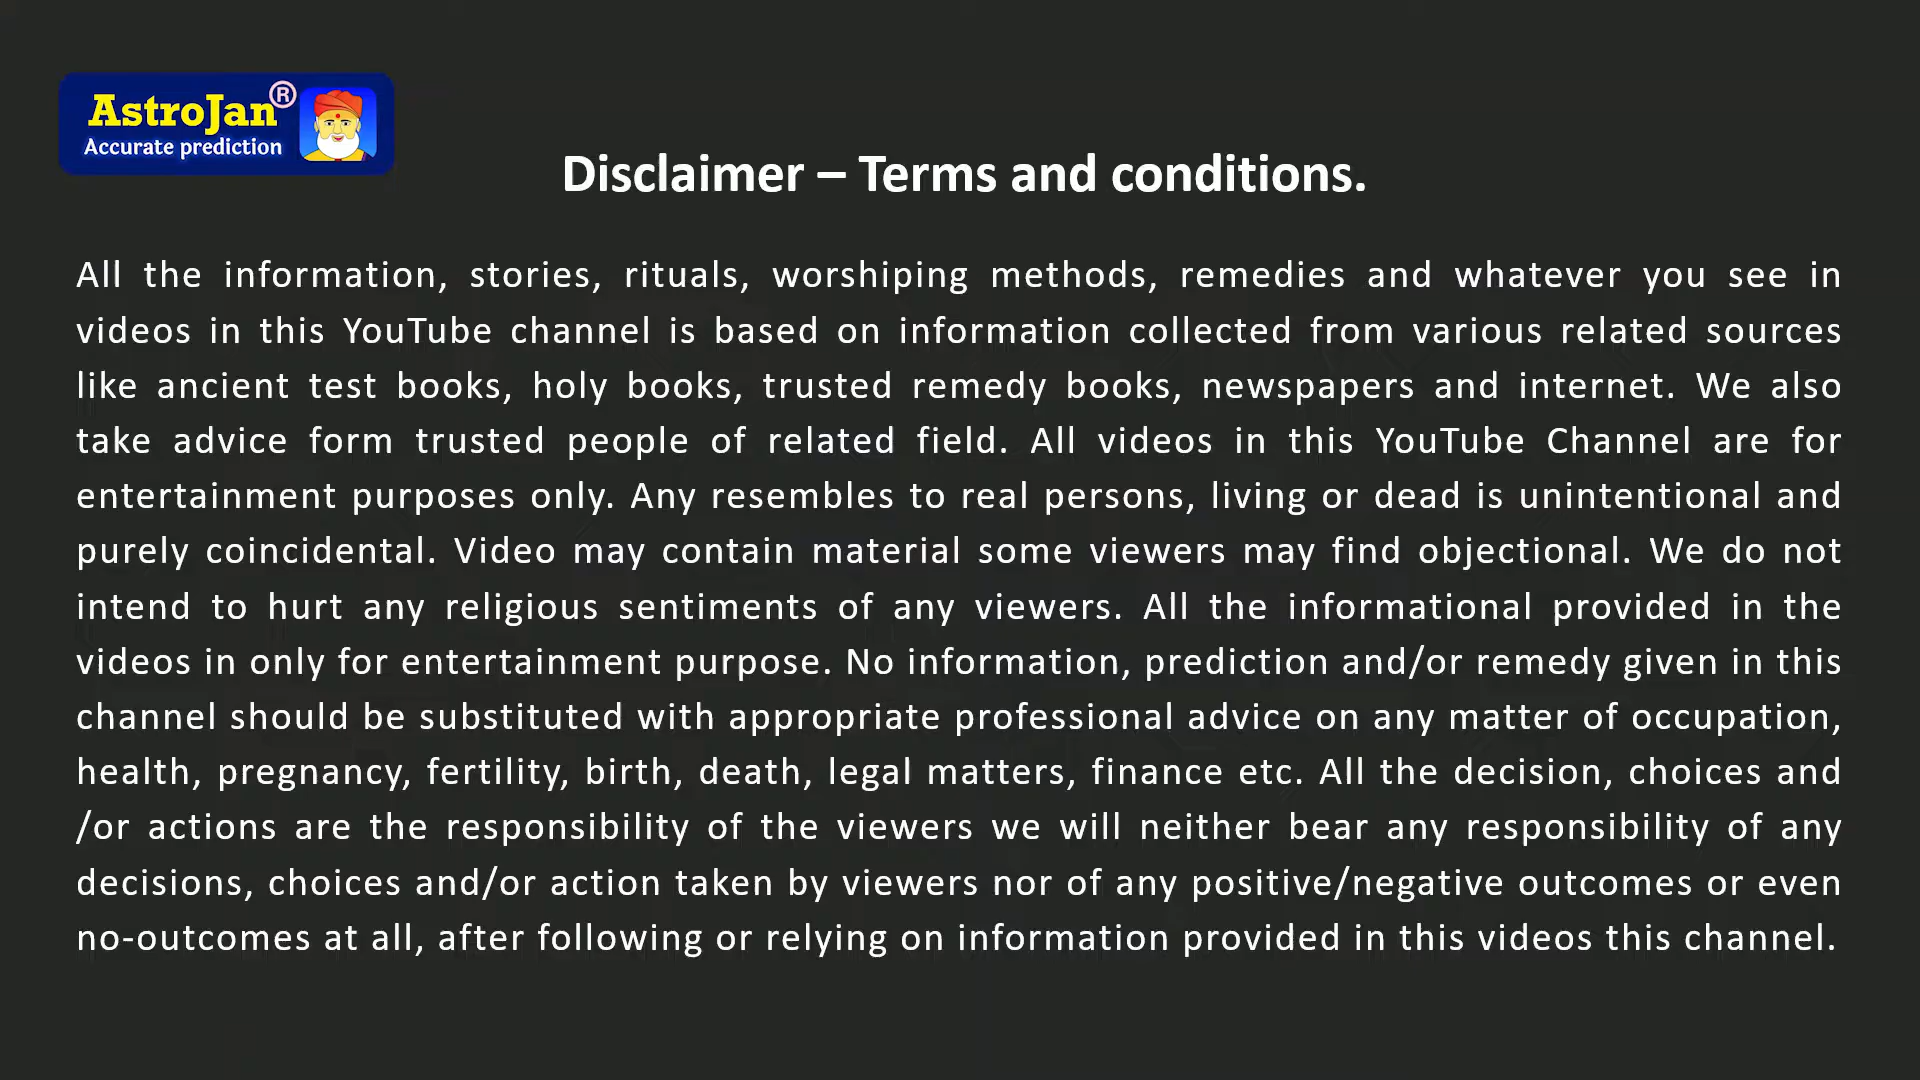 AstroJan®
Accurate prediction
Disclaimer – Terms and conditions.
All the information, stories, rituals, worshiping methods, remedies and whatever you see in
videos in this YouTube channel is based on information collected from various related sources
like ancient test books, holy books, trusted remedy books, newspapers and internet. We also
take advice form trusted people of related field. All videos in this YouTube Channel are for
entertainment purposes only. Any resembles to real persons, living or dead is unintentional and
purely coincidental. Video may contain material some viewers may find objectional. We do not
intend to hurt any religious sentiments of any viewers. All the informational provided in the
videos in only for entertainment purpose. No information, prediction and/or remedy given in this
channel should be substituted with appropriate professional advice on any matter of occupation,
health, pregnancy, fertility, birth, death, legal matters, finance etc. All the decision, choices and
/or actions are the responsibility of the viewers we will neither bear any responsibility of any
decisions, choices and/or action taken by viewers nor of any positive/negative outcomes or even
no-outcomes at all, after following or relying on information provided in this videos this channel.